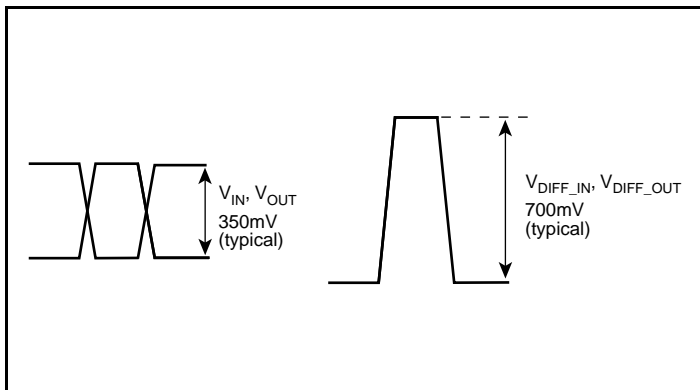 V_IN, V_OUT
350mV
(typical)
V_DIFF_IN, V_DIFF_OUT
700mV
(typical)